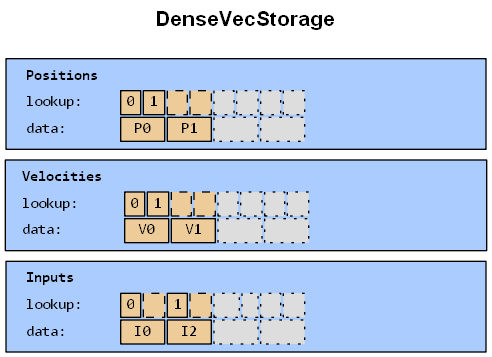 DenseVecStorage
Positions
lookup: 0 1
data: P0 P1
Velocities
lookup: 0 1
data: V0 V1
Inputs
lookup: 0 1
data: I0 I2